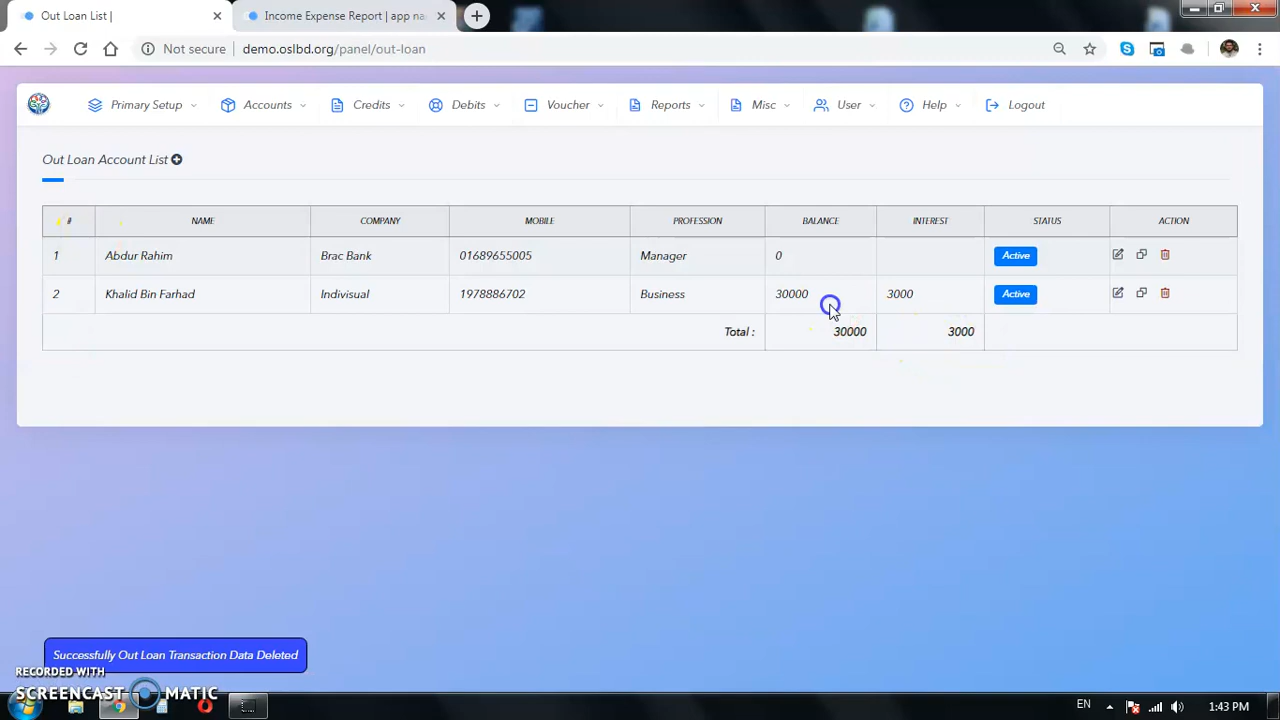 Out Loan List |
Income Expense Report | app na
Not secure | demo.oslbd.org/panel/out-loan
Primary Setup Accounts Credits Debits Voucher Reports Misc User Help Logout
Out Loan Account List
# NAME COMPANY MOBILE PROFESSION BALANCE INTEREST STATUS ACTION
1 Abdur Rahim Brac Bank 01689655005 Manager 0 Active
2 Khalid Bin Farhad Indivisual 1978886702 Business 30000 3000 Active
Total : 30000 3000
Successfully Out Loan Transaction Data Deleted
RECORDED WITH
SCREENCAST MATIC
EN 1:43 PM